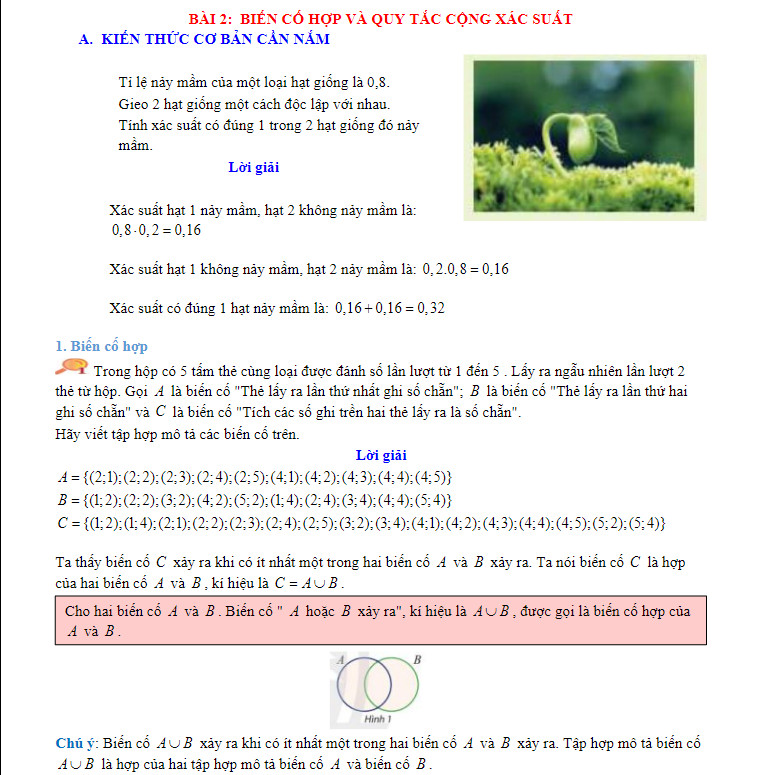 BÀI 2: BIẾN CỐ HỢP VÀ QUY TẮC CỘNG XÁC SUẤT
A. KIẾN THỨC CƠ BẢN CẦN NẮM
Tỉ lệ nảy mầm của một loại hạt giống là 0,8.
Gieo 2 hạt giống một cách độc lập với nhau.
Tính xác suất có đúng 1 trong 2 hạt giống đó nảy
mầm.
Lời giải
Xác suất hạt 1 nảy mầm, hạt 2 không nảy mầm là:
0,8·0,2 = 0,16
Xác suất hạt 1 không nảy mầm, hạt 2 nảy mầm là: 0,2.0,8 = 0,16
Xác suất có đúng 1 hạt nảy mầm là: 0,16 + 0,16 = 0,32
1. Biến cố hợp
Trong hộp có 5 tấm thẻ cùng loại được đánh số lần lượt từ 1 đến 5 . Lấy ra ngẫu nhiên lần lượt 2
thẻ từ hộp. Gọi A là biến cố "Thẻ lấy ra lần thứ nhất ghi số chẵn"; B là biến cố "Thẻ lấy ra lần thứ hai
ghi số chẵn" và C là biến cố "Tích các số ghi trên hai thẻ lấy ra là số chẵn".
Hãy viết tập hợp mô tả các biến cố trên.
Lời giải
A = {(2;1);(2;2);(2;3);(2;4);(2;5);(4;1);(4;2);(4;3);(4;4);(4;5)}
B = {(1;2);(2;2);(3;2);(4;2);(5;2);(1;4);(2;4);(3;4);(4;4);(5;4)}
C = {(1;2);(1;4);(2;1);(2;2);(2;3);(2;4);(2;5);(3;2);(3;4);(4;1);(4;2);(4;3);(4;4);(4;5);(5;2);(5;4)}
Ta thấy biến cố C xảy ra khi có ít nhất một trong hai biến cố A và B xảy ra. Ta nói biến cố C là hợp
của hai biến cố A và B , kí hiệu là C = A∪B .
Cho hai biến cố A và B . Biến cố " A hoặc B xảy ra", kí hiệu là A∪B , được gọi là biến cố hợp của
A và B .
A B
Hình 1
Chú ý: Biến cố A∪B xảy ra khi có ít nhất một trong hai biến cố A và B xảy ra. Tập hợp mô tả biến cố
A∪B là hợp của hai tập hợp mô tả biến cố A và biến cố B .